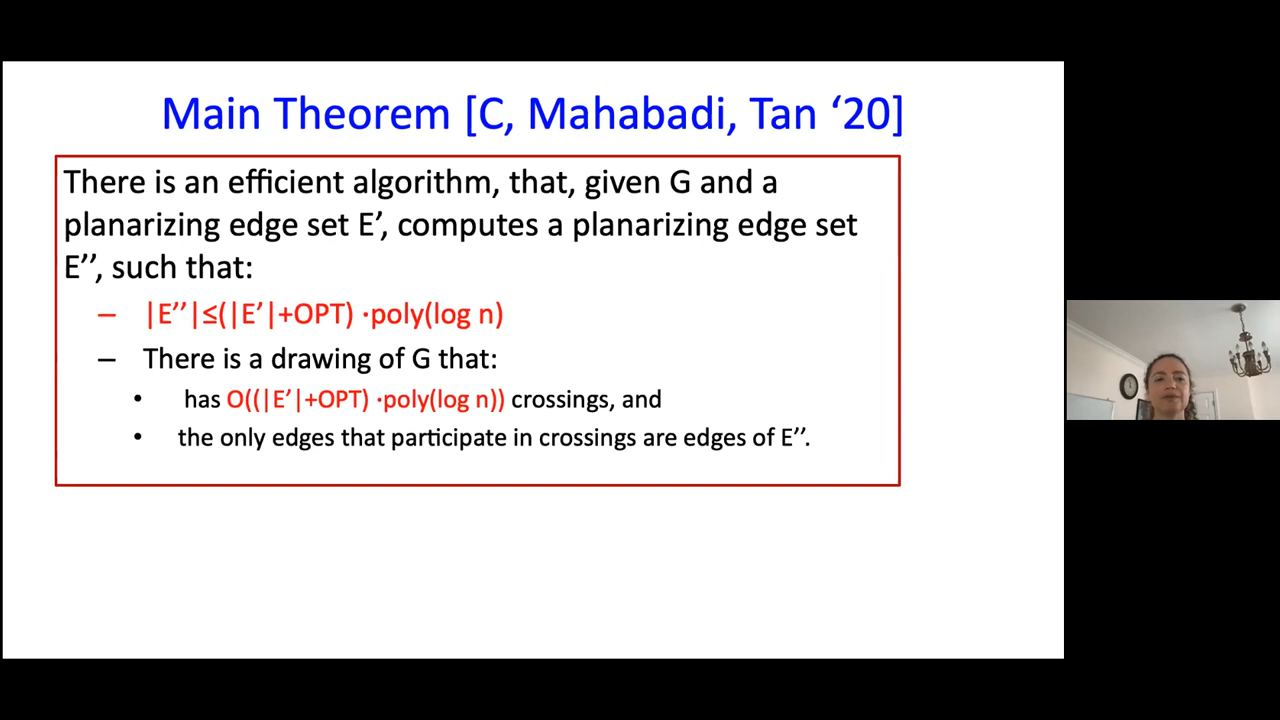 Main Theorem [C, Mahabadi, Tan ‘20]
There is an efficient algorithm, that, given G and a
planarizing edge set E’, computes a planarizing edge set
E’’, such that:
– |E’’|≤(|E’|+OPT) ·poly(log n)
– There is a drawing of G that:
• has O((|E’|+OPT) ·poly(log n)) crossings, and
• the only edges that participate in crossings are edges of E’’.